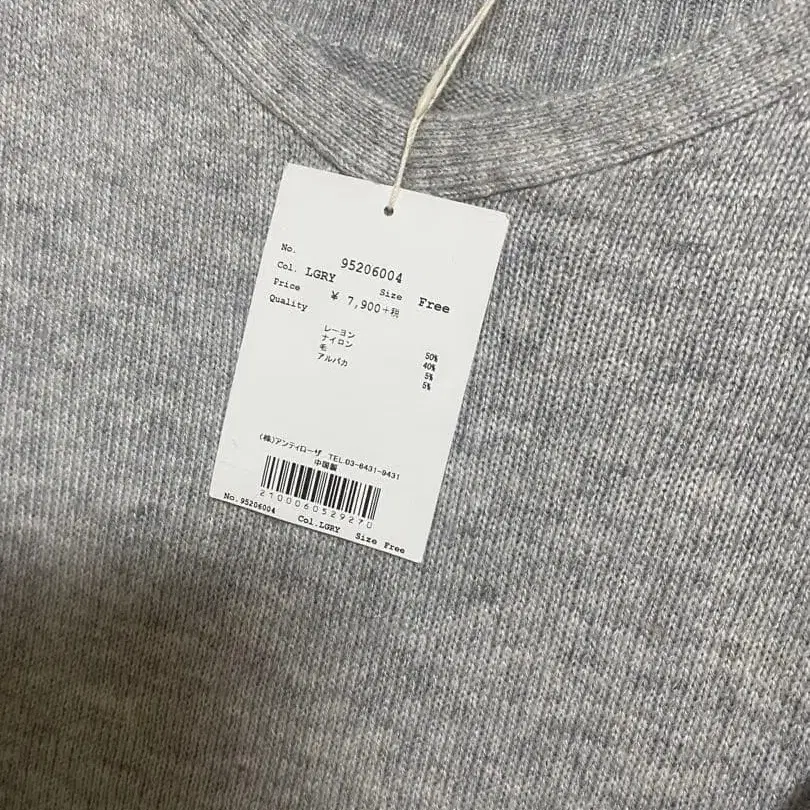 No. 95206004
Col. LGRY Size Free
Price ¥ 7,900+税
Quality
レーヨン 50%
ナイロン 40%
毛 5%
アルパカ 5%
(株)アンティローザ TEL.03-6431-9431
中国製
2100060529270
No.95206004 Col.LGRY Size Free